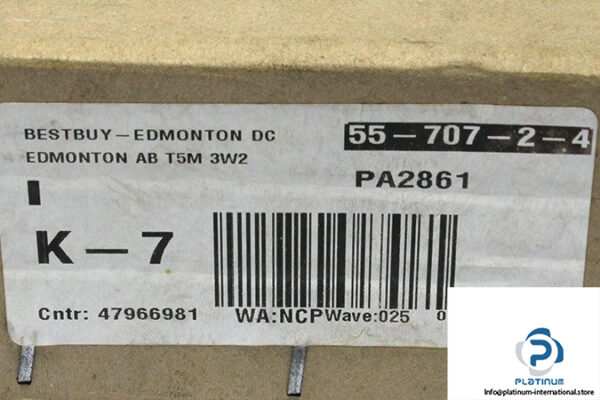 BESTBUY—EDMONTON DC
55-707-2-4
EDMONTON AB T5M 3W2
PA2861
I
K-7
Cntr: 47966981
WA:NCP Wave:025 0
PLATINUM
Info@platinum-international.store